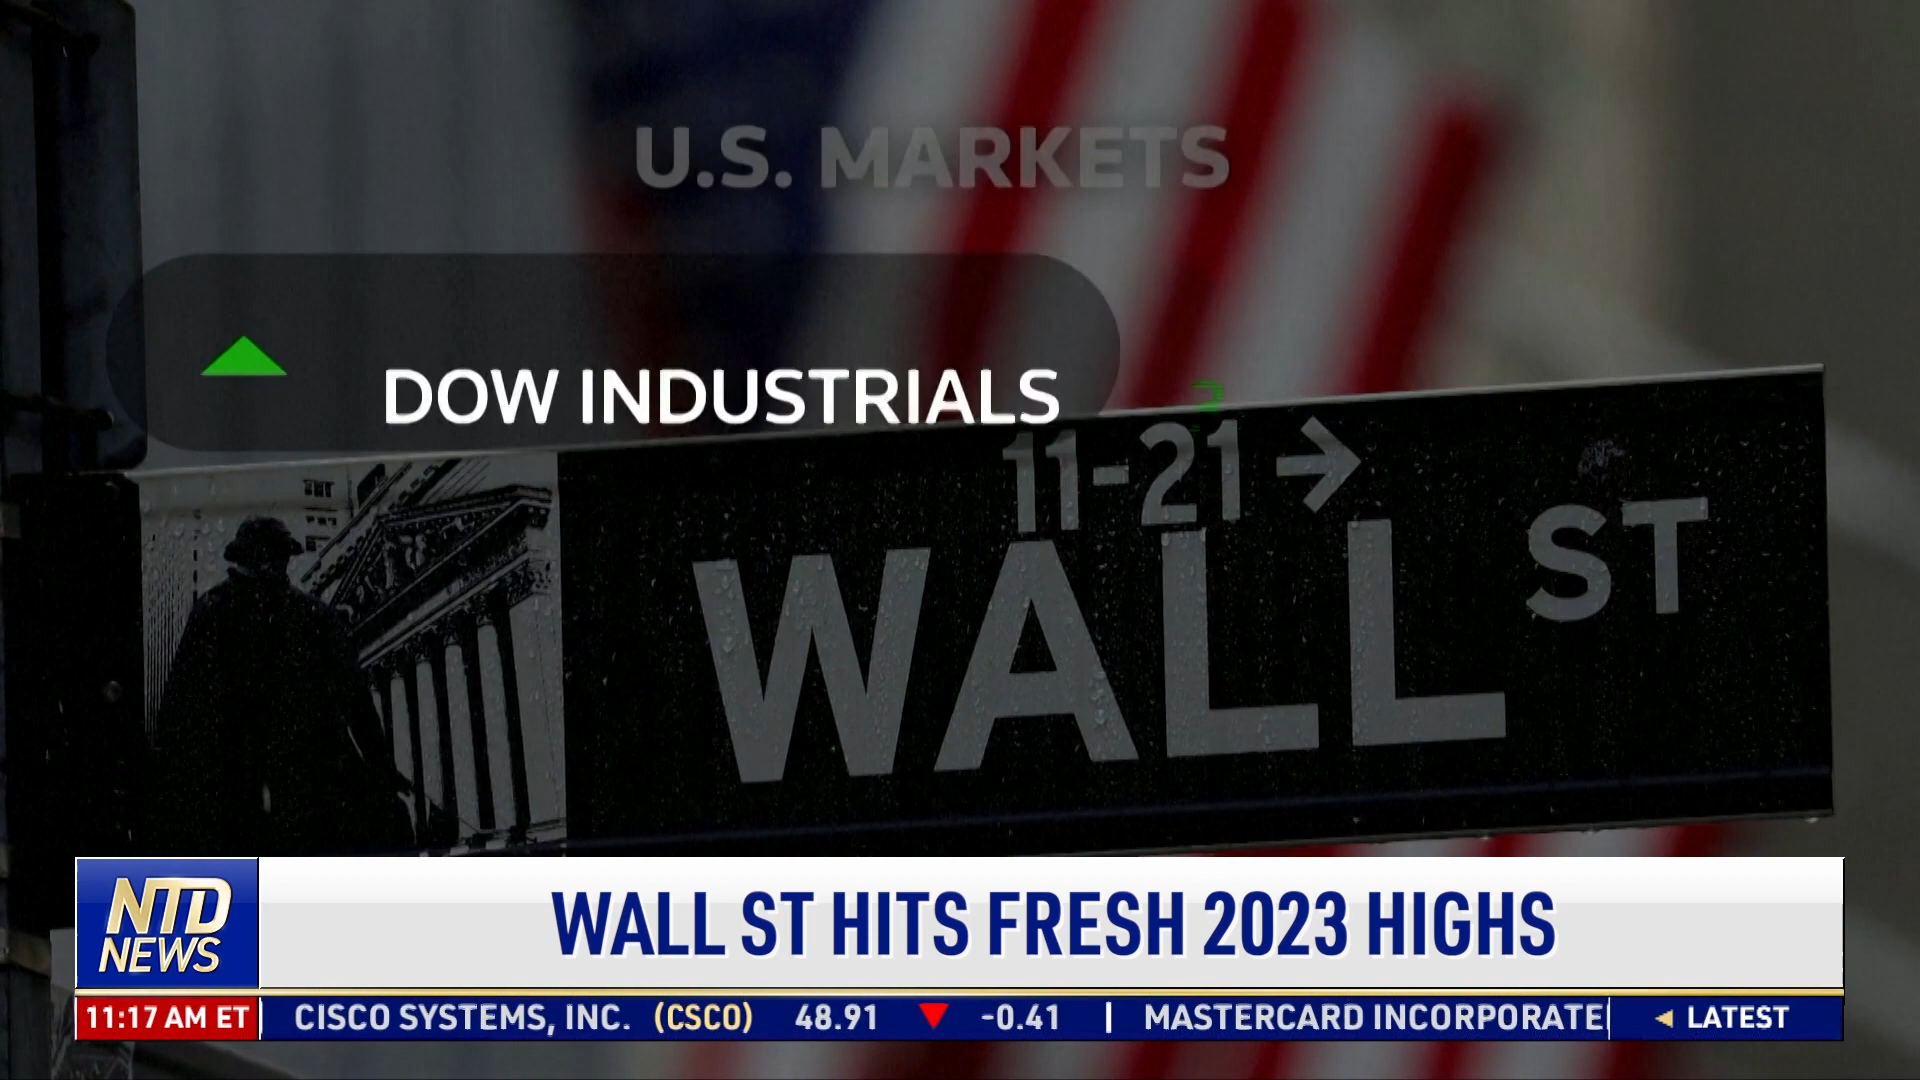 U.S. MARKETS
DOW INDUSTRIALS
11-21 →
WALL ST
NTD
NEWS
WALL ST HITS FRESH 2023 HIGHS
11:17 AM ET
CISCO SYSTEMS, INC. (CSCO) 48.91 ▼ -0.41 | MASTERCARD INCORPORATE
◄ LATEST